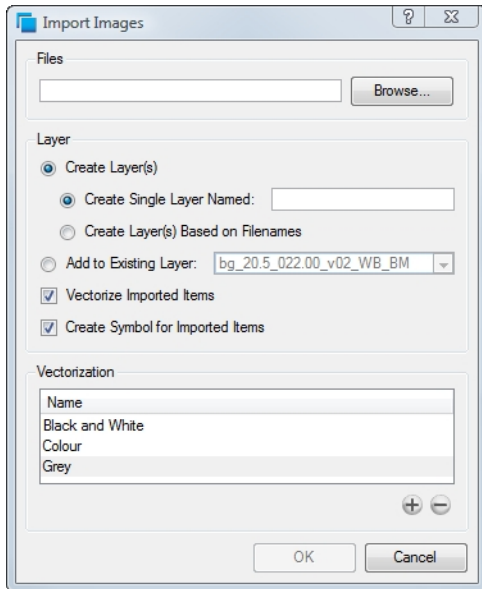 Import Images
Files
Browse...
Layer
Create Layer(s)
Create Single Layer Named:
Create Layer(s) Based on Filenames
Add to Existing Layer: bg_20.5_022.00_v02_WB_BM
Vectorize Imported Items
Create Symbol for Imported Items
Vectorization
Name
Black and White
Colour
Grey
OK Cancel